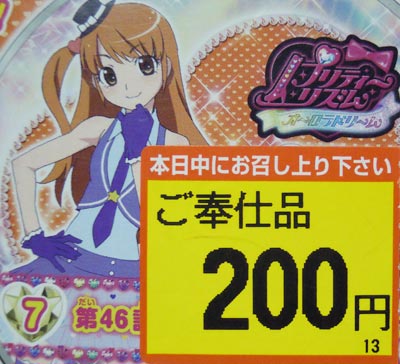 プリティー
リズム
オーロラドリーム
本日中にお召し上り下さい
ご奉仕品
200円
13
7
だい
第46